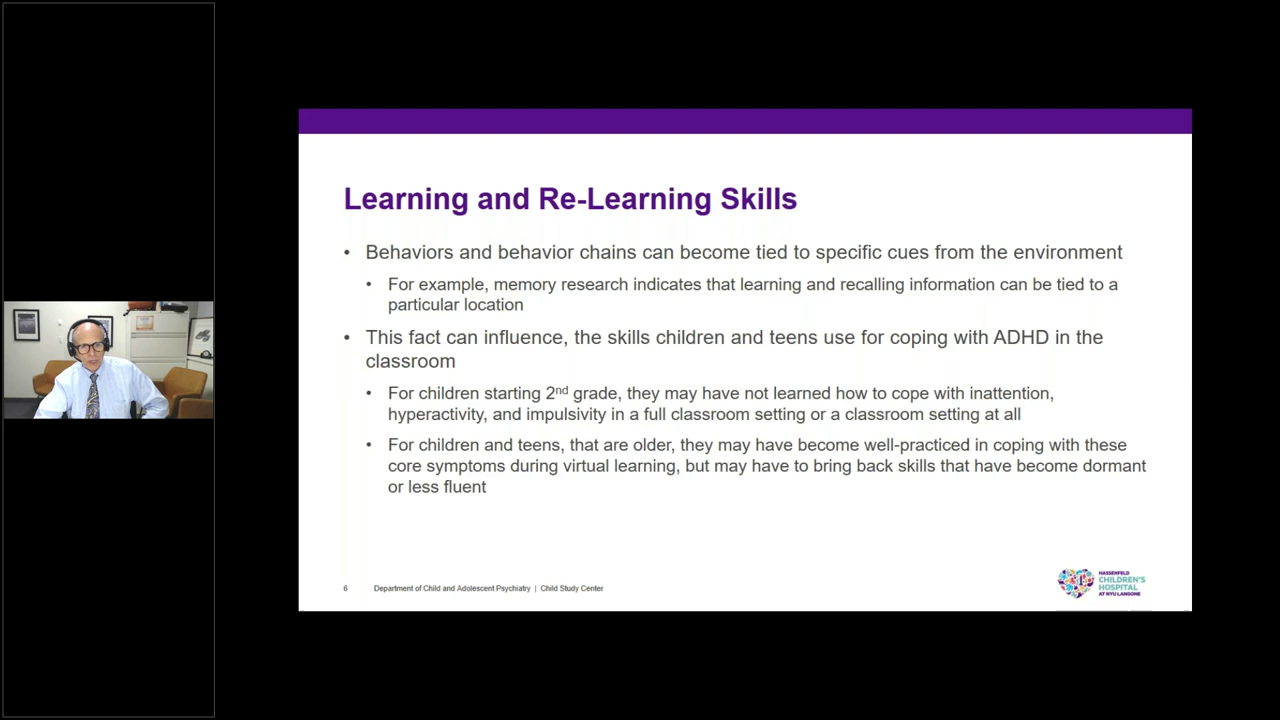 Learning and Re-Learning Skills
• Behaviors and behavior chains can become tied to specific cues from the environment
• For example, memory research indicates that learning and recalling information can be tied to a
particular location
• This fact can influence, the skills children and teens use for coping with ADHD in the
classroom
• For children starting 2nd grade, they may have not learned how to cope with inattention,
hyperactivity, and impulsivity in a full classroom setting or a classroom setting at all
• For children and teens, that are older, they may have become well-practiced in coping with these
core symptoms during virtual learning, but may have to bring back skills that have become dormant
or less fluent
6 Department of Child and Adolescent Psychiatry | Child Study Center
HASSENFELD
CHILDREN'S
HOSPITAL
AT NYU LANGONE